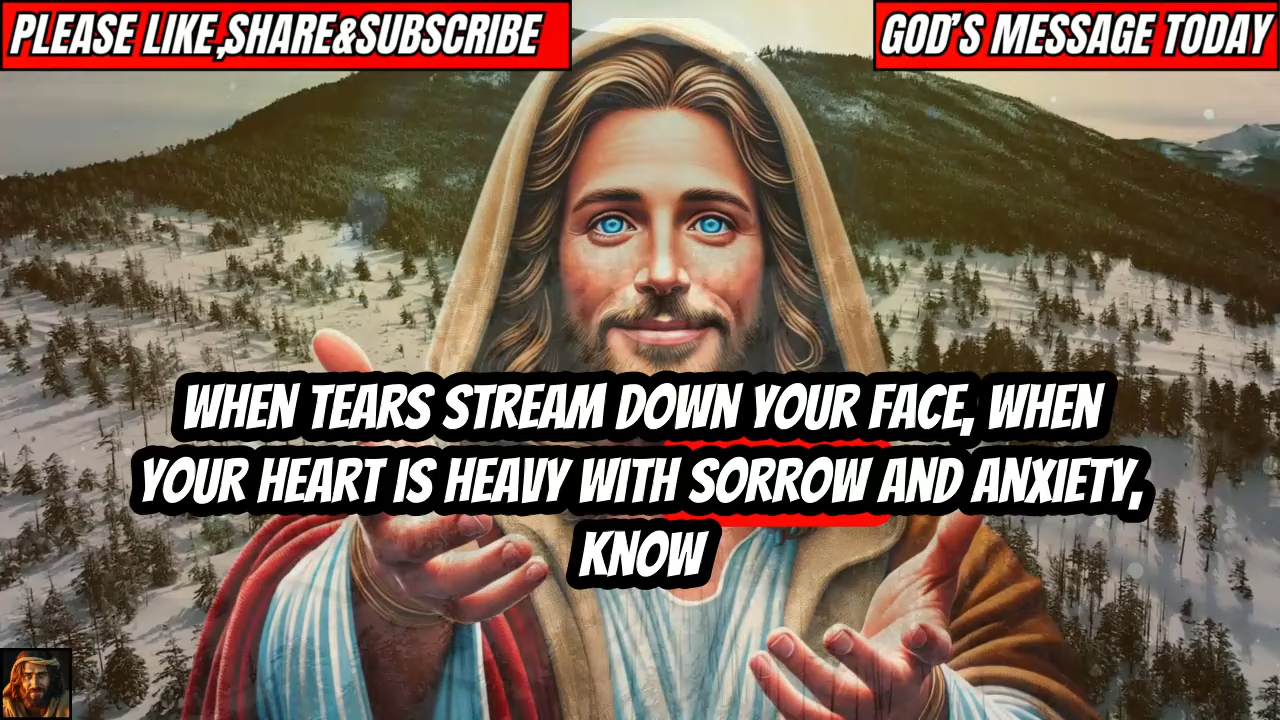 PLEASE LIKE,SHARE&SUBSCRIBE
GOD'S MESSAGE TODAY
WHEN TEARS STREAM DOWN YOUR FACE, WHEN
YOUR HEART IS HEAVY WITH SORROW AND ANXIETY,
KNOW